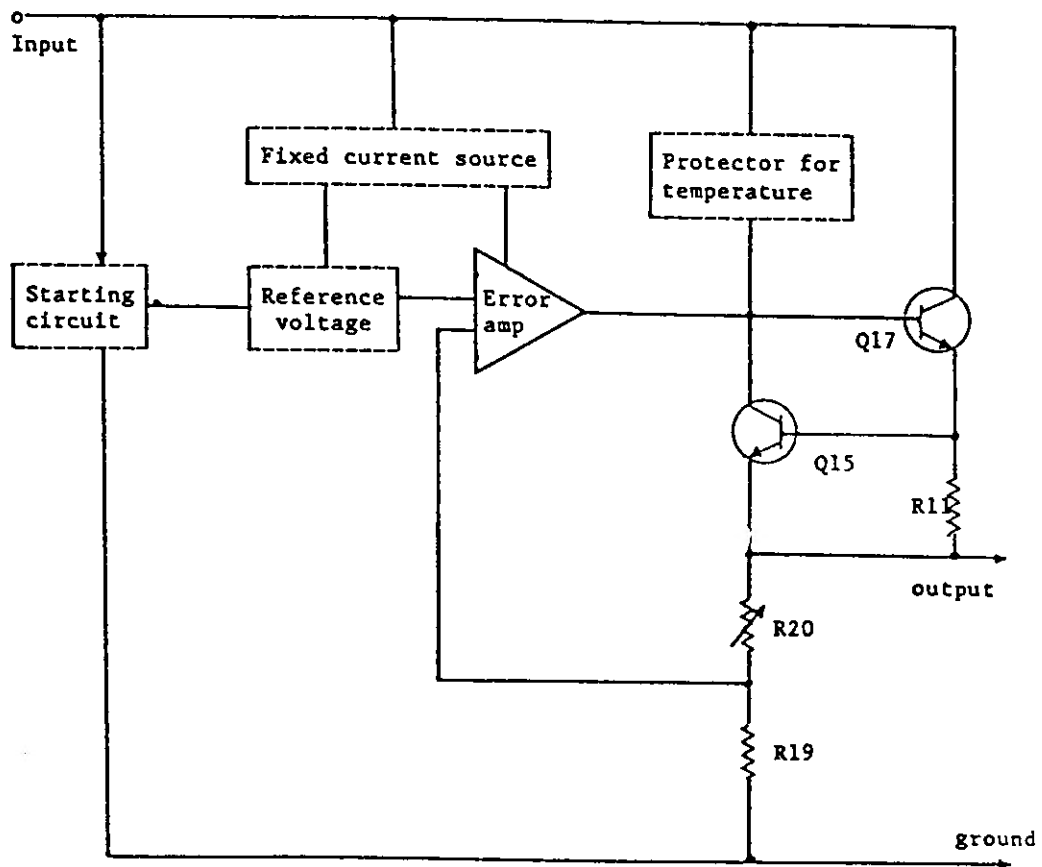 Input
Fixed current source
Protector for
temperature
Starting
circuit
Reference
voltage
Error
amp
Q17
Q15
R11
output
R20
R19
ground